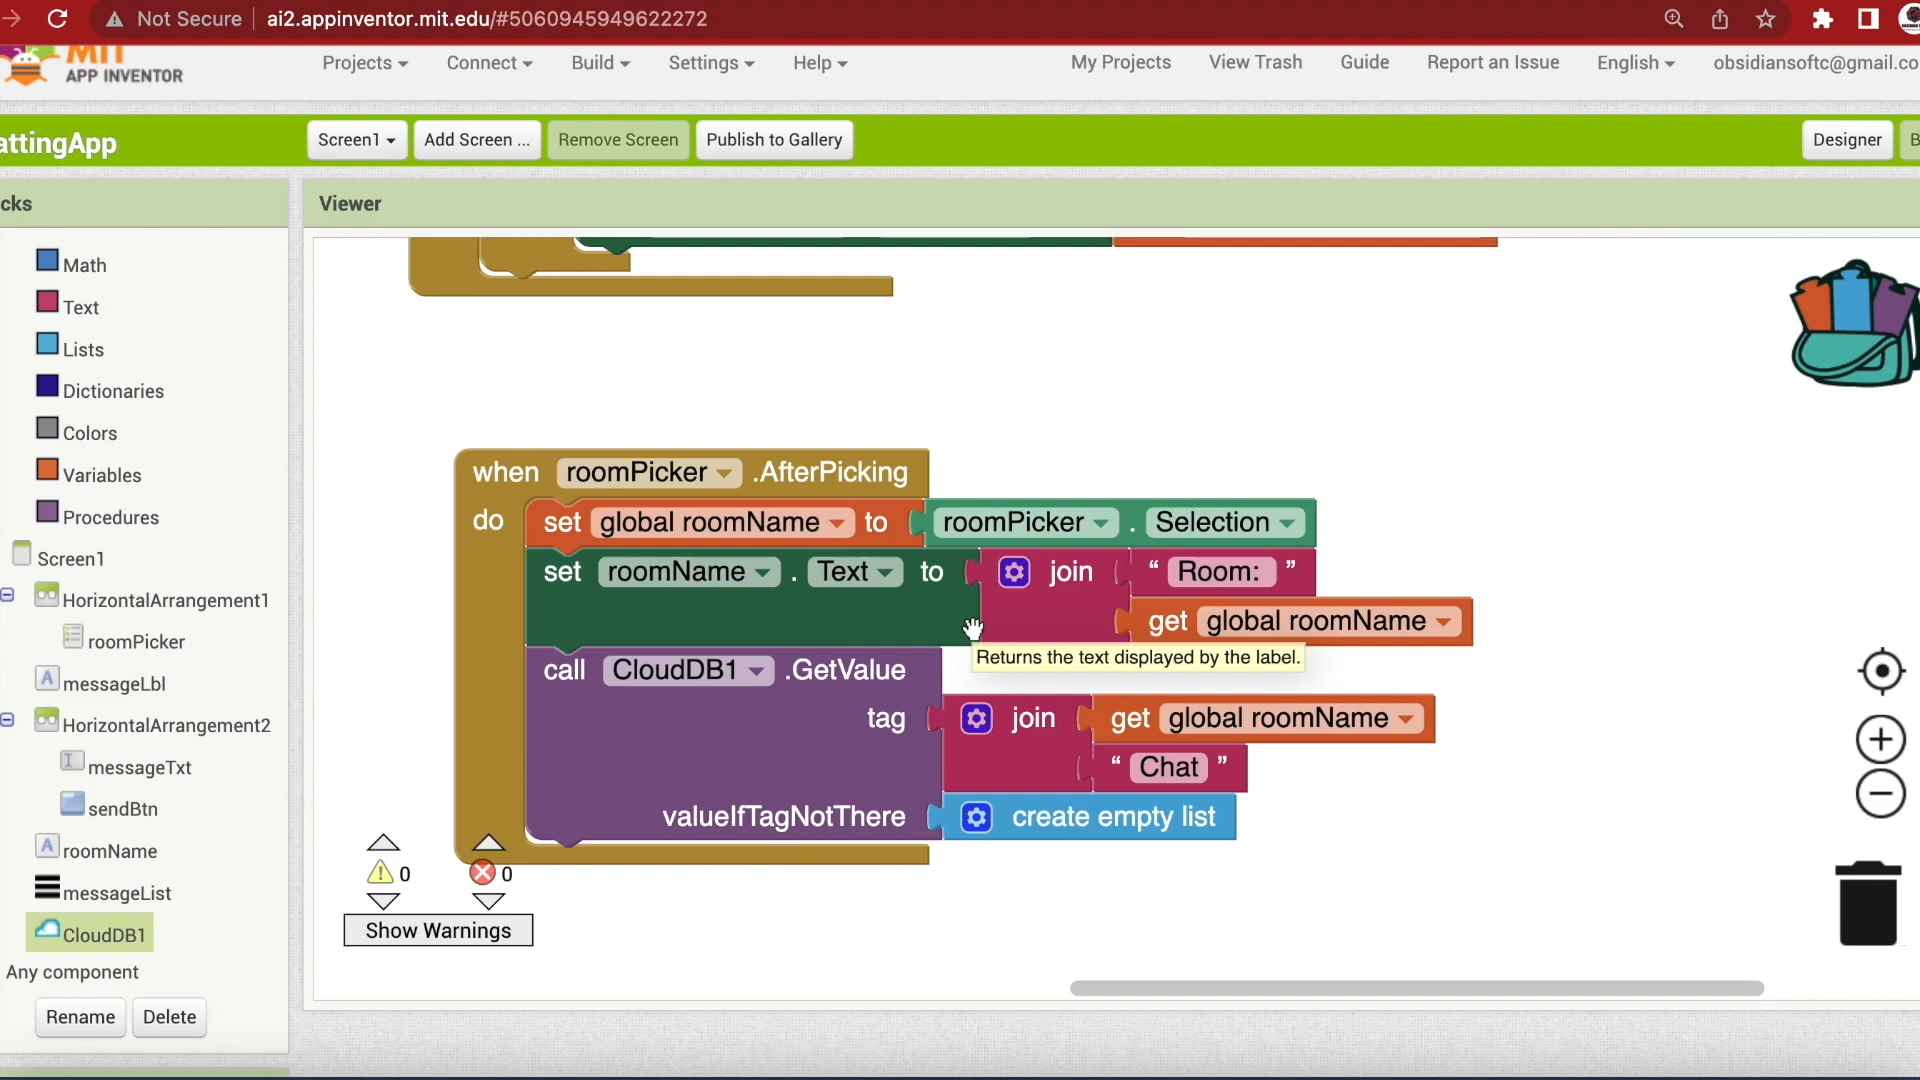 Not Secure ai2.appinventor.mit.edu/#5060945949622272
MIT
APP INVENTOR
Projects Connect Build Settings Help My Projects View Trash Guide Report an Issue English obsidiansoftc@gmail.co
attingApp Screen1 Add Screen ... Remove Screen Publish to Gallery Designer B
cks
Viewer
Math
Text
Lists
Dictionaries
Colors
Variables
Procedures
Screen1
HorizontalArrangement1
roomPicker
messageLbl
HorizontalArrangement2
messageTxt
sendBtn
roomName
messageList
CloudDB1
Any component
Rename Delete
when roomPicker .AfterPicking
do set global roomName to roomPicker . Selection
set roomName . Text to join “ Room: ”
get global roomName
Returns the text displayed by the label.
call CloudDB1 .GetValue
tag join get global roomName
“ Chat ”
valueIfTagNotThere create empty list
0 0
Show Warnings